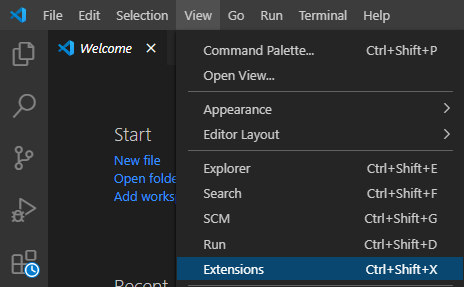 File Edit Selection View Go Run Terminal Help
Welcome
Command Palette... Ctrl+Shift+P
Open View...
Appearance
Editor Layout
Start
New file
Explorer Ctrl+Shift+E
Open folde
Search Ctrl+Shift+F
Add works
SCM Ctrl+Shift+G
Run Ctrl+Shift+D
Extensions Ctrl+Shift+X
Recent